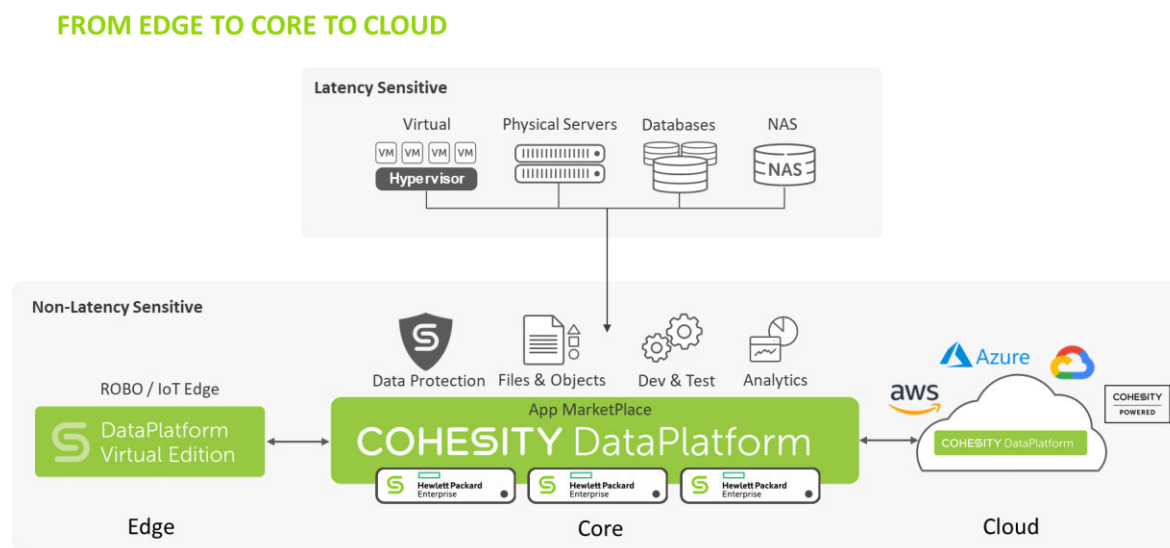 FROM EDGE TO CORE TO CLOUD
Latency Sensitive
Virtual
Physical Servers
Databases
NAS
VM VM VM VM
Hypervisor
NAS
Non-Latency Sensitive
Data Protection
Files & Objects
Dev & Test
Analytics
ROBO / IoT Edge
DataPlatform
Virtual Edition
App MarketPlace
COHESITY DataPlatform
Hewlett Packard
Enterprise
Hewlett Packard
Enterprise
Hewlett Packard
Enterprise
Azure
aws
COHESITY
POWERED
COHESITY DataPlatform
Edge
Core
Cloud